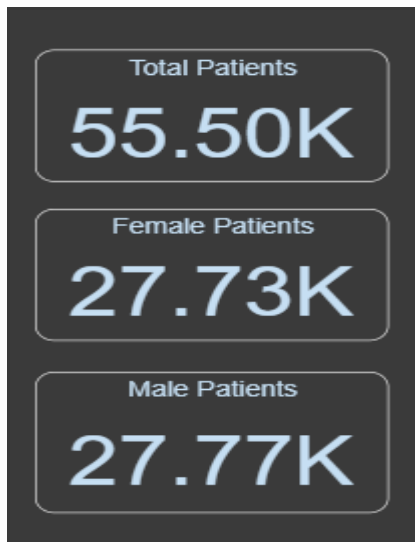 Total Patients
55.50K
Female Patients
27.73K
Male Patients
27.77K